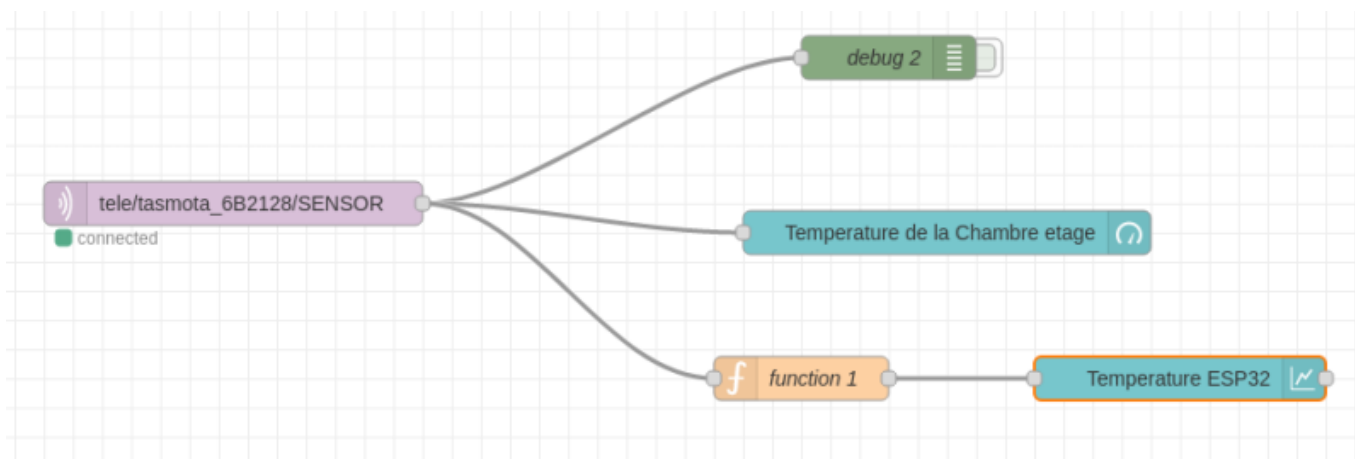 debug 2
tele/tasmota_6B2128/SENSOR
connected
Temperature de la Chambre etage
function 1
Temperature ESP32